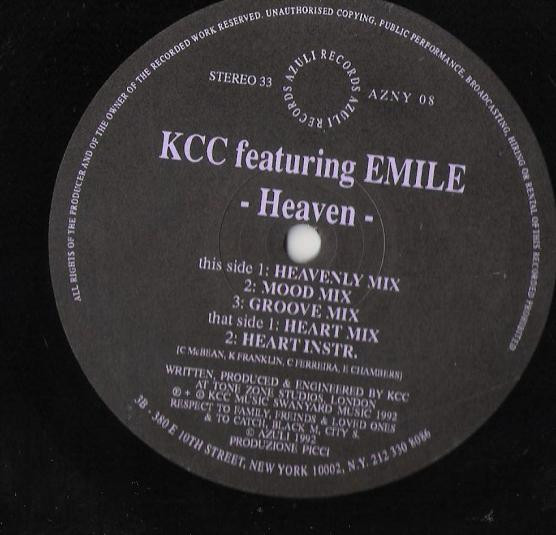 ALL RIGHTS OF THE PRODUCER AND OF THE OWNER OF THE RECORDED WORK RESERVED. UNAUTHORISED COPYING, PUBLIC PERFORMANCE, BROADCASTING, HIRING OR RENTAL OF THIS RECORDED PROHIBITED
AZULI RECORDS AZULI RECORDS
STEREO 33
AZNY 08
KCC featuring EMILE
- Heaven -
this side 1: HEAVENLY MIX
2: MOOD MIX
3: GROOVE MIX
that side 1: HEART MIX
2: HEART INSTR.
[C McBEAN, K FRANKLIN, C FERREIRA, E CHAMBERS]
WRITTEN, PRODUCED & ENGINEERED BY KCC
AT TONE ZONE STUDIOS, LONDON
℗ + © KCC MUSIC SWANYARD MUSIC 1992
RESPECT TO FAMILY, FREINDS & LOVED ONES
& TO CATCH, BLACK M, CITY S.
© AZULI 1992
PRODUZIONE PICCI
3B - 380 E 10TH STREET, NEW YORK 10002, N.Y. 212 330 8086